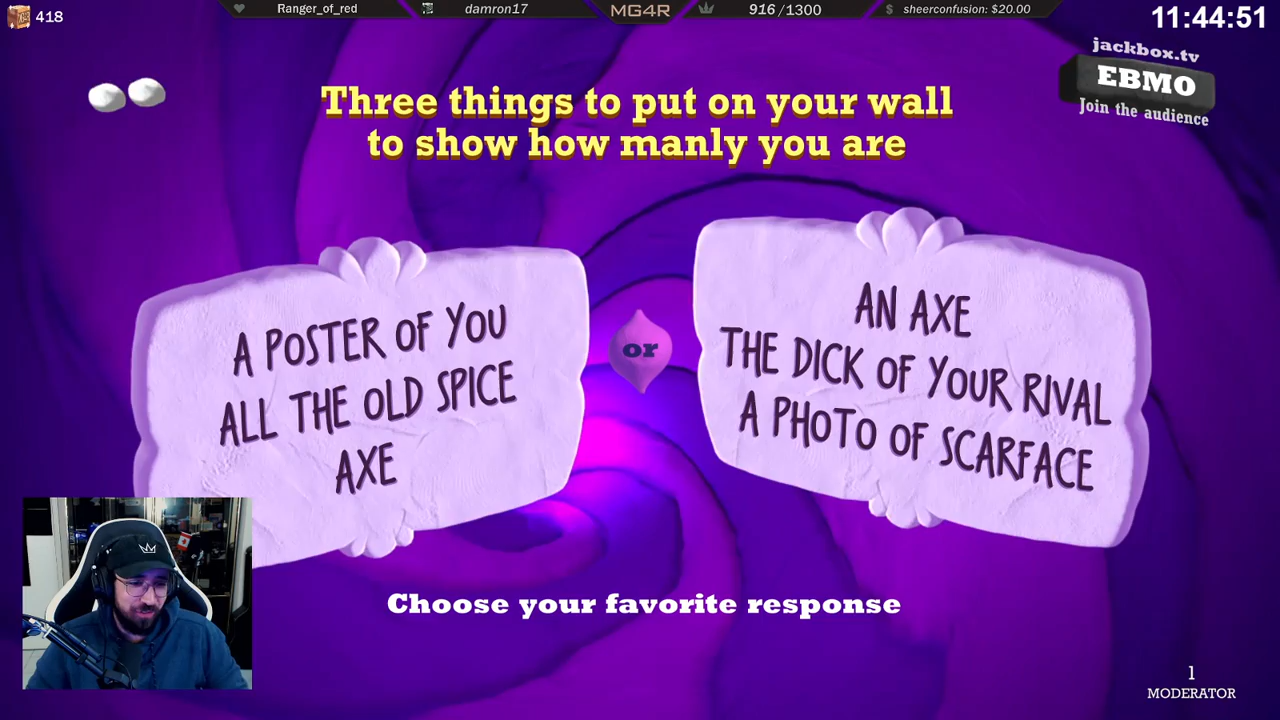 418
Ranger_of_red
damron17
MG4R
916/1300
$ sheerconfusion: $20.00
11:44:51
jackbox.tv
EBMO
Join the audience
Three things to put on your wall
to show how manly you are
A POSTER OF YOU
ALL THE OLD SPICE
AXE
or
AN AXE
THE DICK OF YOUR RIVAL
A PHOTO OF SCARFACE
Choose your favorite response
1
MODERATOR